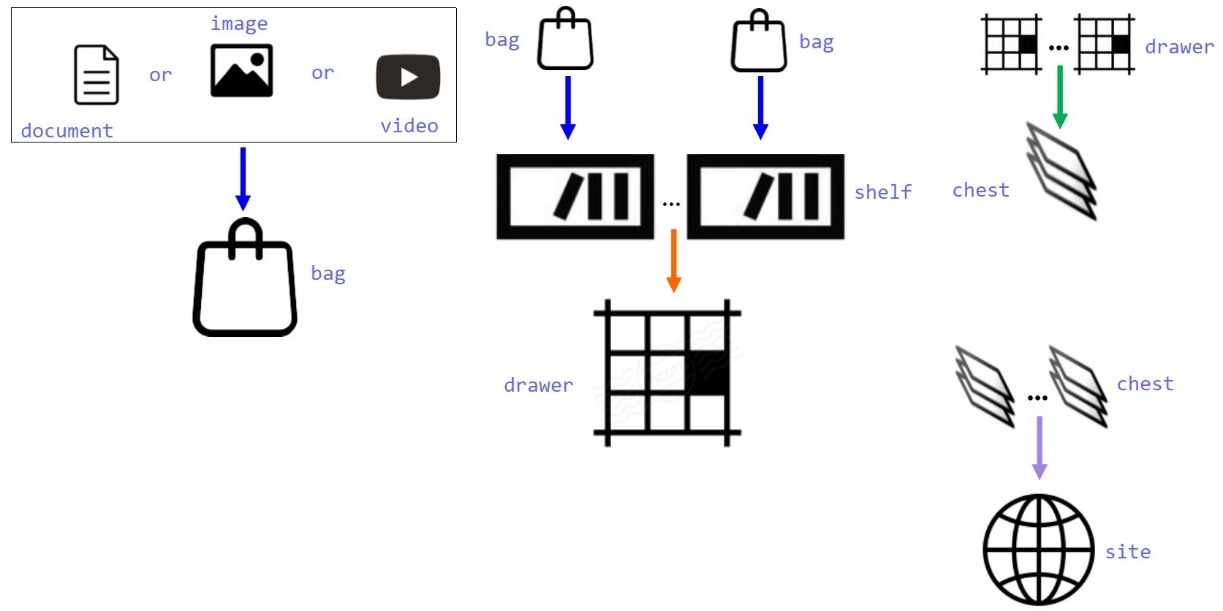 image
or
or
document
video
bag
bag
bag
...
shelf
drawer
...
drawer
chest
...
chest
site